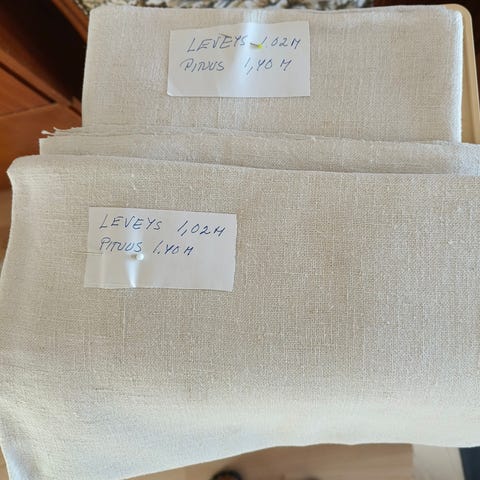 LEVEYS 1,02M
PITUUS 1,40 M
LEVEYS 1,02M
PITUUS 1.40 M